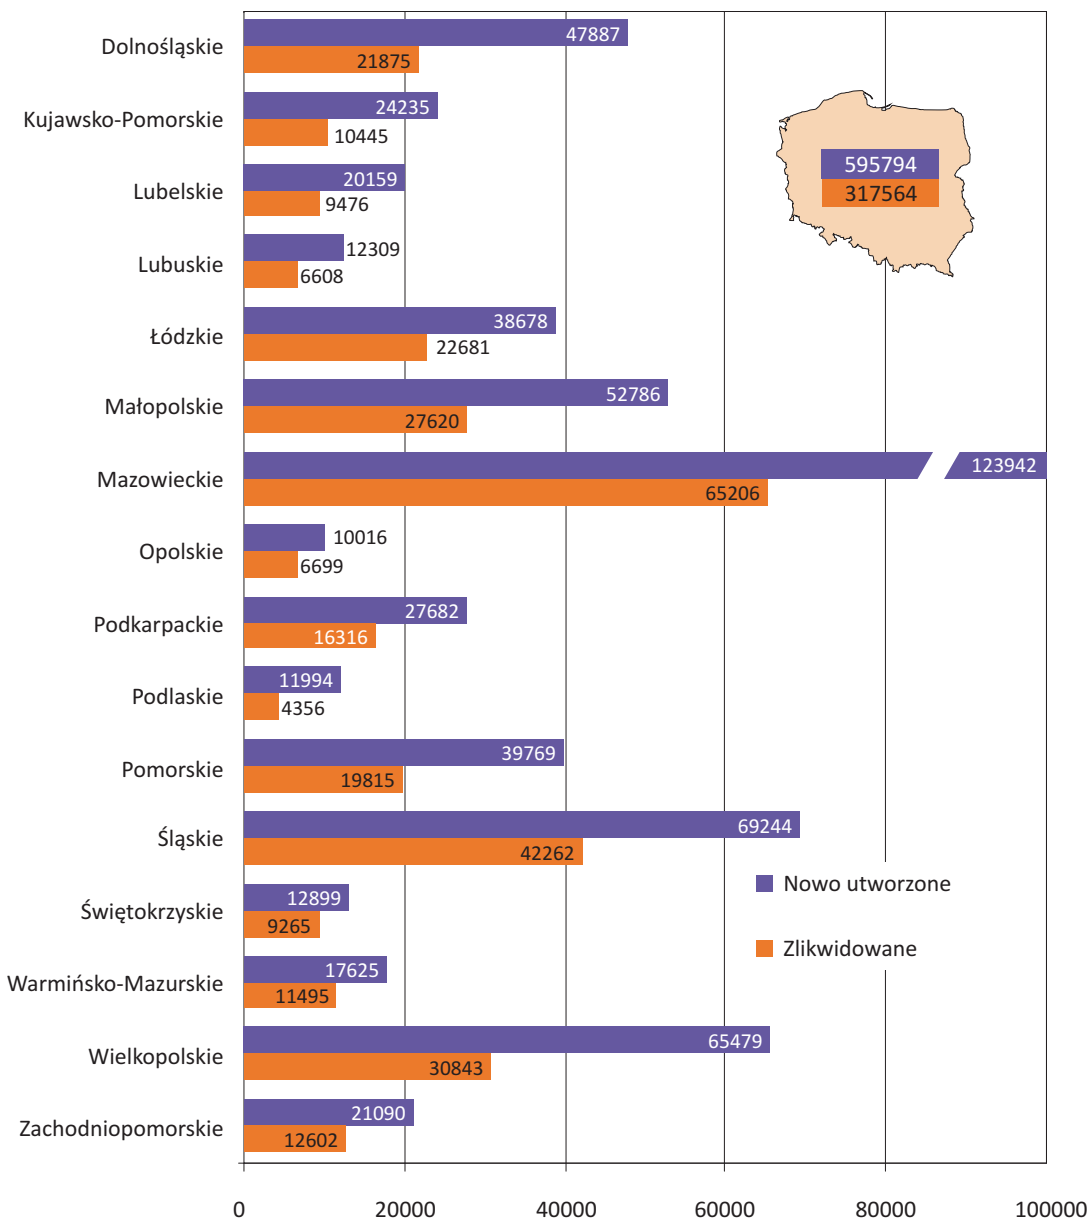 Dolnośląskie
47887
21875
Kujawsko-Pomorskie
24235
10445
Lubelskie
20159
9476
Lubuskie
12309
6608
Łódzkie
38678
22681
Małopolskie
52786
27620
Mazowieckie
123942
65206
Opolskie
10016
6699
Podkarpackie
27682
16316
Podlaskie
11994
4356
Pomorskie
39769
19815
Śląskie
69244
42262
Świętokrzyskie
12899
9265
Warmińsko-Mazurskie
17625
11495
Wielkopolskie
65479
30843
Zachodniopomorskie
21090
12602
595794
317564
Nowo utworzone
Zlikwidowane
0 20000 40000 60000 80000 100000